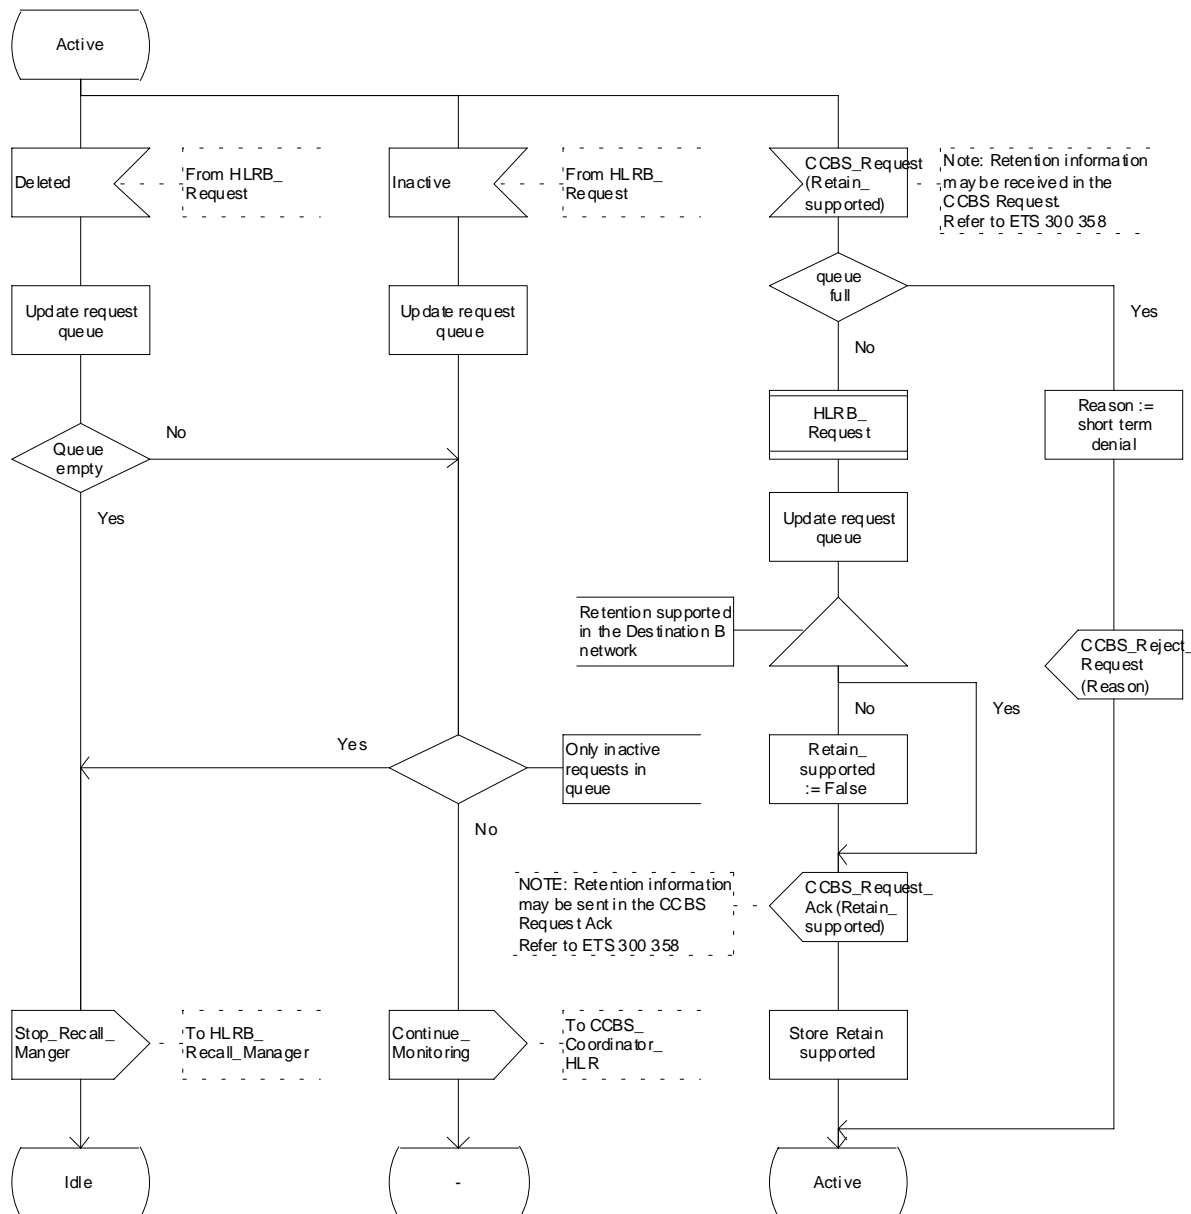 Active
Deleted
From HLRB_
Request
Inactive
From HLRB_
Request
CCBS_Request
(Retain_
supported)
Note: Retention information
may be received in the
CCBS Request.
Refer to ETS 300 358
Update request
queue
Update request
queue
queue
full
Yes
No
HLRB_
Request
Reason :=
short term
denial
Queue
empty
No
Yes
Update request
queue
Retention supported
in the Destination B
network
CCBS_Reject_
Request
(Reason)
No
Yes
Yes
Only inactive
requests in
queue
Retain_
supported
:= False
No
NOTE: Retention information
may be sent in the CCBS
Request Ack
Refer to ETS 300 358
CCBS_Request_
Ack (Retain_
supported)
Stop_Recall_
Manger
To HLRB_
Recall_Manager
Continue_
Monitoring
To CCBS_
Coordinator_
HLR
Store Retain
supported
Idle
-
Active